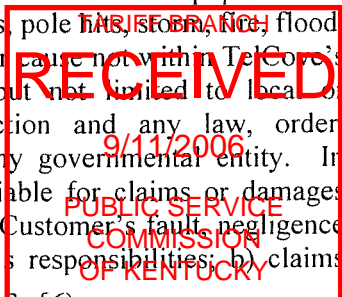 s, pole hits, storm, fire, flood,
TARIFF BRANCH
r cause not within TelCove's
RECEIVED
but not limited to local or
ction and any law, order,
9/11/2006
ny governmental entity. In
iable for claims or damages
PUBLIC SERVICE
Customer's fault, negligence
COMMISSION
s responsibilities; b) claims
OF KENTUCKY